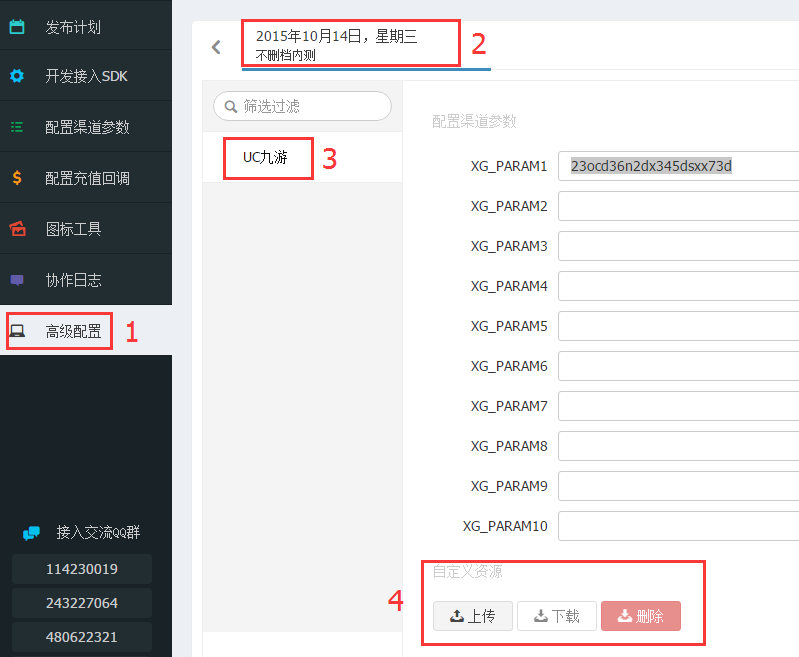 发布计划
开发接入SDK
配置渠道参数
配置充值回调
图标工具
协作日志
高级配置
1
接入交流QQ群
114230019
243227064
480622321
2015年10月14日，星期三
不删档内测
2
筛选过滤
UC九游
3
配置渠道参数
XG_PARAM1
23ocd36n2dx345dsxx73d
XG_PARAM2
XG_PARAM3
XG_PARAM4
XG_PARAM5
XG_PARAM6
XG_PARAM7
XG_PARAM8
XG_PARAM9
XG_PARAM10
4
自定义资源
上传
下载
删除